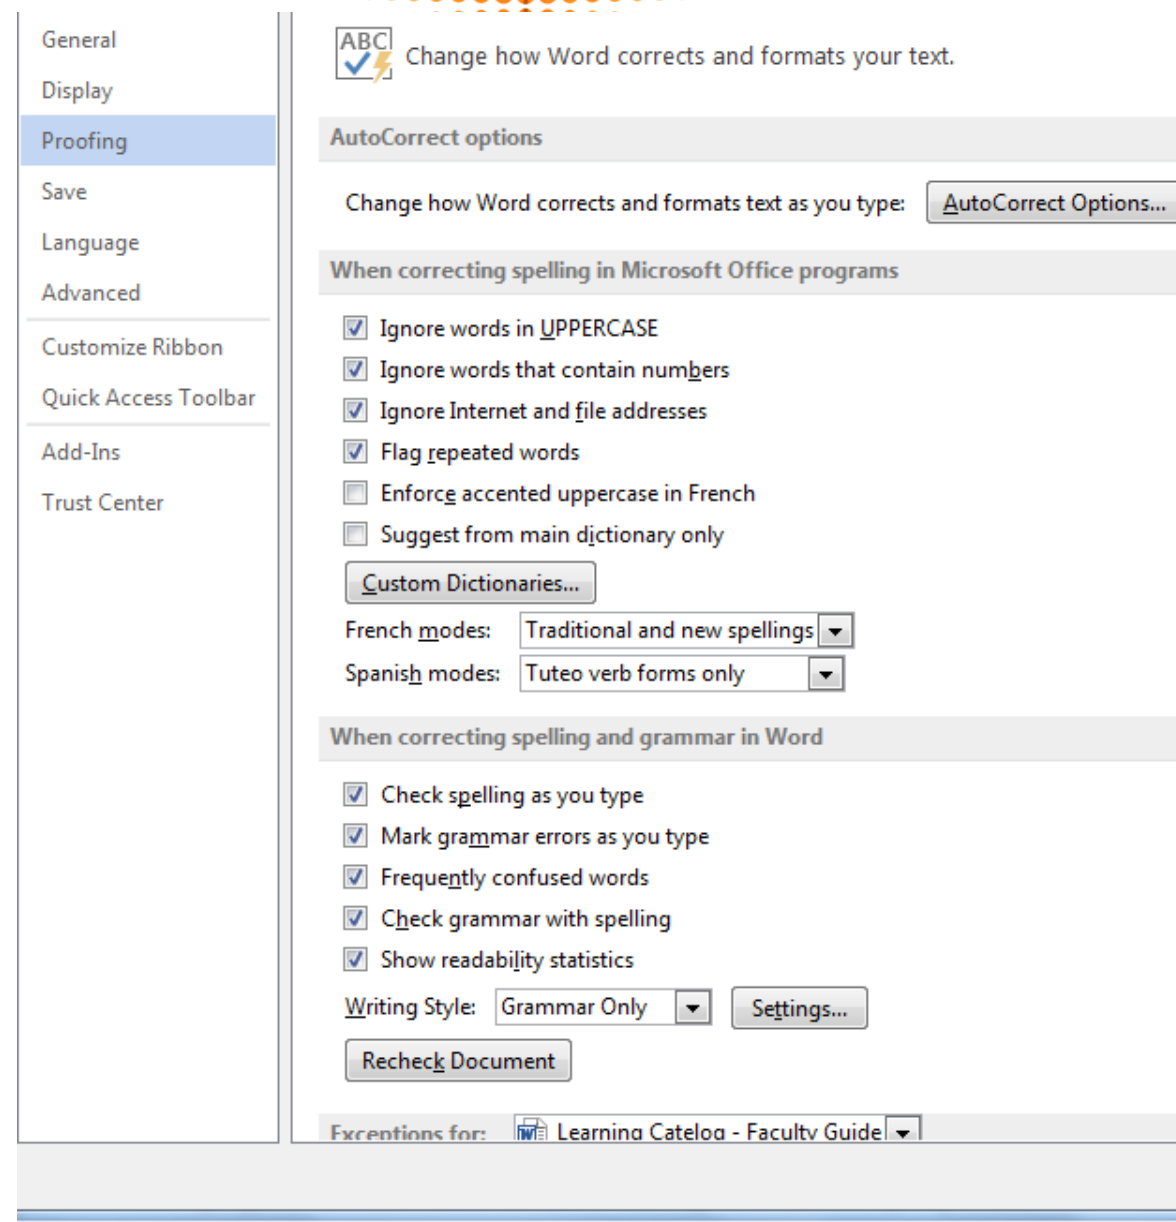 General
Display
Proofing
Save
Language
Advanced
Customize Ribbon
Quick Access Toolbar
Add-Ins
Trust Center
ABC
Change how Word corrects and formats your text.
AutoCorrect options
Change how Word corrects and formats text as you type: AutoCorrect Options...
When correcting spelling in Microsoft Office programs
Ignore words in UPPERCASE
Ignore words that contain numbers
Ignore Internet and file addresses
Flag repeated words
Enforce accented uppercase in French
Suggest from main dictionary only
Custom Dictionaries...
French modes: Traditional and new spellings
Spanish modes: Tuteo verb forms only
When correcting spelling and grammar in Word
Check spelling as you type
Mark grammar errors as you type
Frequently confused words
Check grammar with spelling
Show readability statistics
Writing Style: Grammar Only Settings...
Recheck Document
Exceptions for: Learning Catelog - Faculty Guide